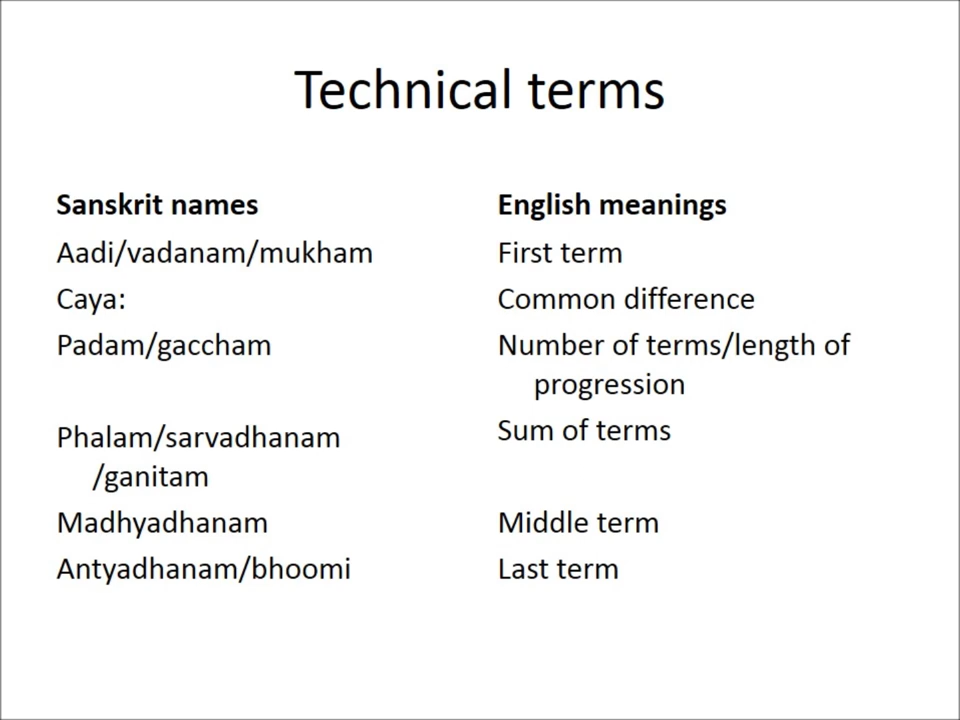 Technical terms
Sanskrit names
Aadi/vadanam/mukham
Caya:
Padam/gaccham
Phalam/sarvadhanam
/ganitam
Madhyadhanam
Antyadhanam/bhoomi
English meanings
First term
Common difference
Number of terms/length of
progression
Sum of terms
Middle term
Last term